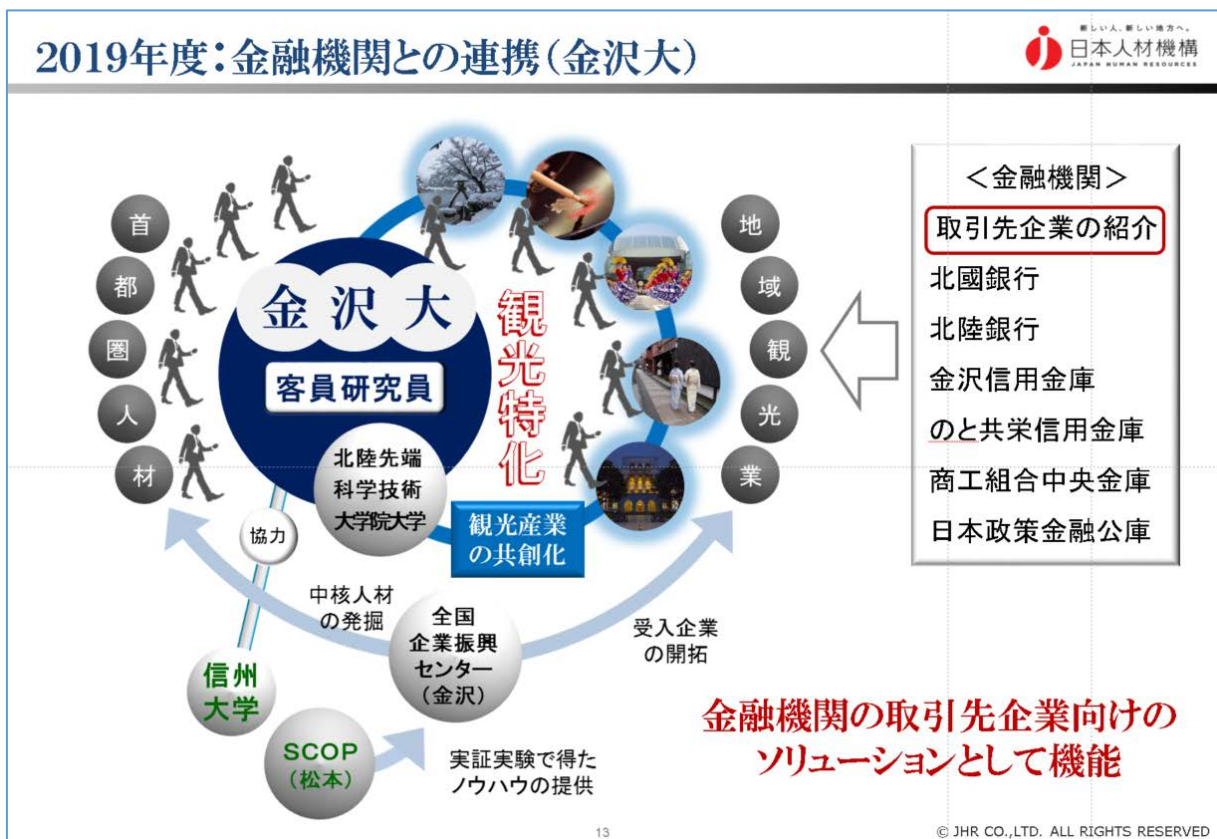 2019年度：金融機関との連携（金沢大）
新しい人、新しい地方へ。
日本人材機構
JAPAN HUMAN RESOURCES
首
都
圏
人
材
金沢大
客員研究員
観光特化
北陸先端
科学技術
大学院大学
観光産業
の共創化
地
域
観
光
業
＜金融機関＞
取引先企業の紹介
北國銀行
北陸銀行
金沢信用金庫
のと共栄信用金庫
商工組合中央金庫
日本政策金融公庫
協力
中核人材
の発掘
全国
企業振興
センター
（金沢）
受入企業
の開拓
信州
大学
SCOP
（松本）
実証実験で得た
ノウハウの提供
金融機関の取引先企業向けの
ソリューションとして機能
13
© JHR CO.,LTD. ALL RIGHTS RESERVED